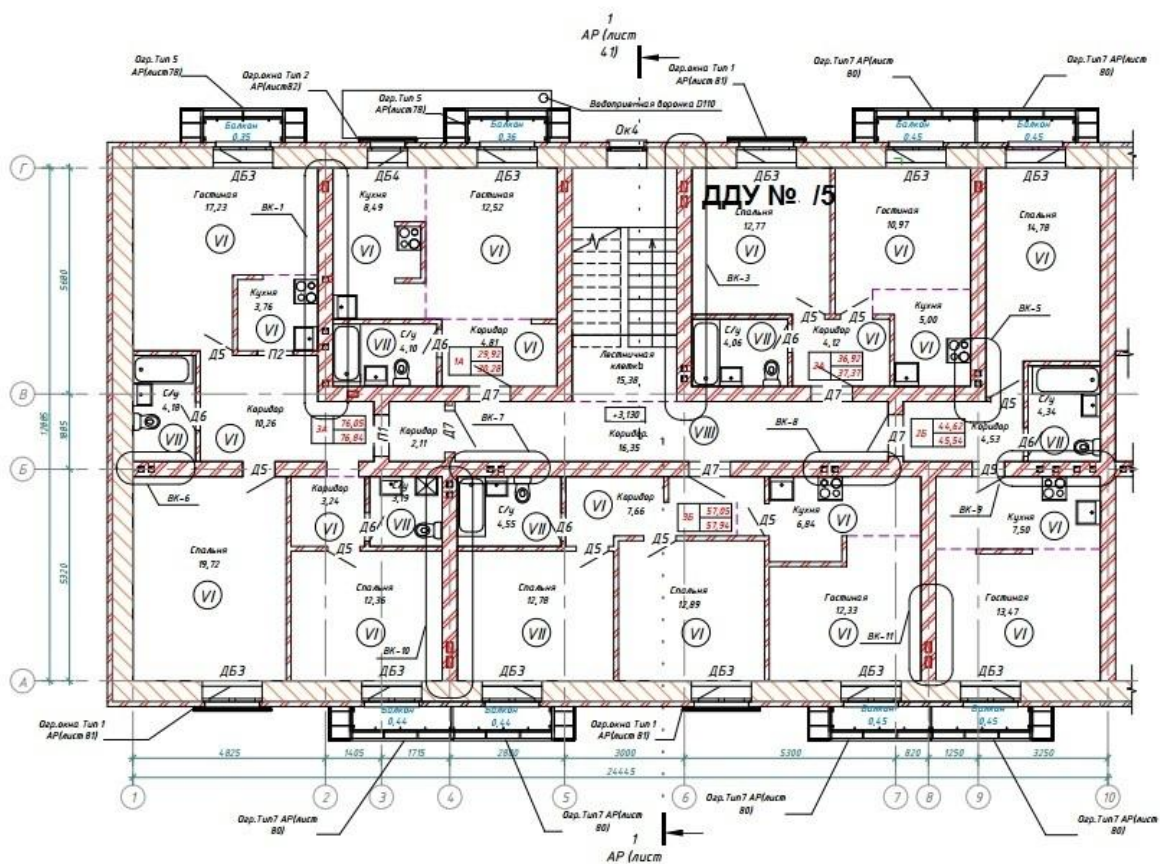 1
АР (лист
41)
Огр.Тип 5
АР(лист78)
Огр.окна Тип 2
АР(лист82)
Огр.Тип 5
АР(лист78)
Водоприемная воронка D110
Огр.окна Тип 1
АР(лист 81)
Огр.Тип7 АР(лист
80)
Огр.Тип7 АР(лист
80)
Балкон
0,35
Балкон
0,36
Ок4
Балкон
0,45
Балкон
0,45
Г
ДБ3
ДБ4
ДБ3
ДБ3
ДБ3
ДБ3
ДДУ № /5
Гостиная
17,23
VI
ВК-1
Кухня
8,49
VI
Гостиная
12,52
VI
Спальня
12,77
VI
Гостиная
10,97
VI
Спальня
14,78
VI
5680
ВК-3
ВК-5
Кухня
3,76
VI
Д5
П2
С/у
4,10
VII
Д6
Коридор
4,81
VI
1А
29,92
30,28
Лестничная
клетка
15,38
С/у
4,06
VII
Д6
Д5
Д5
Коридор
4,12
VI
2А
36,92
37,37
Кухня
5,00
VI
В
С/у
4,18
VII
Д6
Коридор
10,26
VI
3А
76,05
76,84
П1
Коридор
2,11
Д7
Д7
ВК-7
+3,130
Коридор
16,35
VIII
Д7
ВК-8
Д7
2Б
44,62
45,54
Коридор
4,53
Д5
С/у
4,34
VII
Д6
12885
1885
Б
ВК-6
Д5
Д7
Д5
ВК-9
Коридор
3,24
VI
Д6
С/у
3,19
VII
С/у
4,55
VII
Д6
Коридор
7,66
3Б
57,05
57,94
Д5
Кухня
6,84
VI
Кухня
7,50
VI
Д5
Д5
Спальня
19,72
VI
Спальня
12,36
VI
Спальня
12,78
VII
Спальня
12,89
VI
Гостиная
12,33
VI
Гостиная
13,47
VI
5320
ВК-10
ВК-11
А
ДБ3
ДБ3
ДБ3
ДБ3
ДБ3
ДБ3
Балкон
0,44
Балкон
0,44
Балкон
0,45
Балкон
0,45
Огр.окна Тип 1
АР(лист 81)
Огр.окна Тип 1
АР(лист 81)
4825
1405
1715
3000
5300
820
1250
3250
24445
1
2
3
4
5
6
7
8
9
10
Огр.Тип7 АР(лист
80)
Огр.Тип7 АР(лист
80)
Огр.Тип7 АР(лист
80)
Огр.Тип7 АР(лист
80)
1
АР (лист